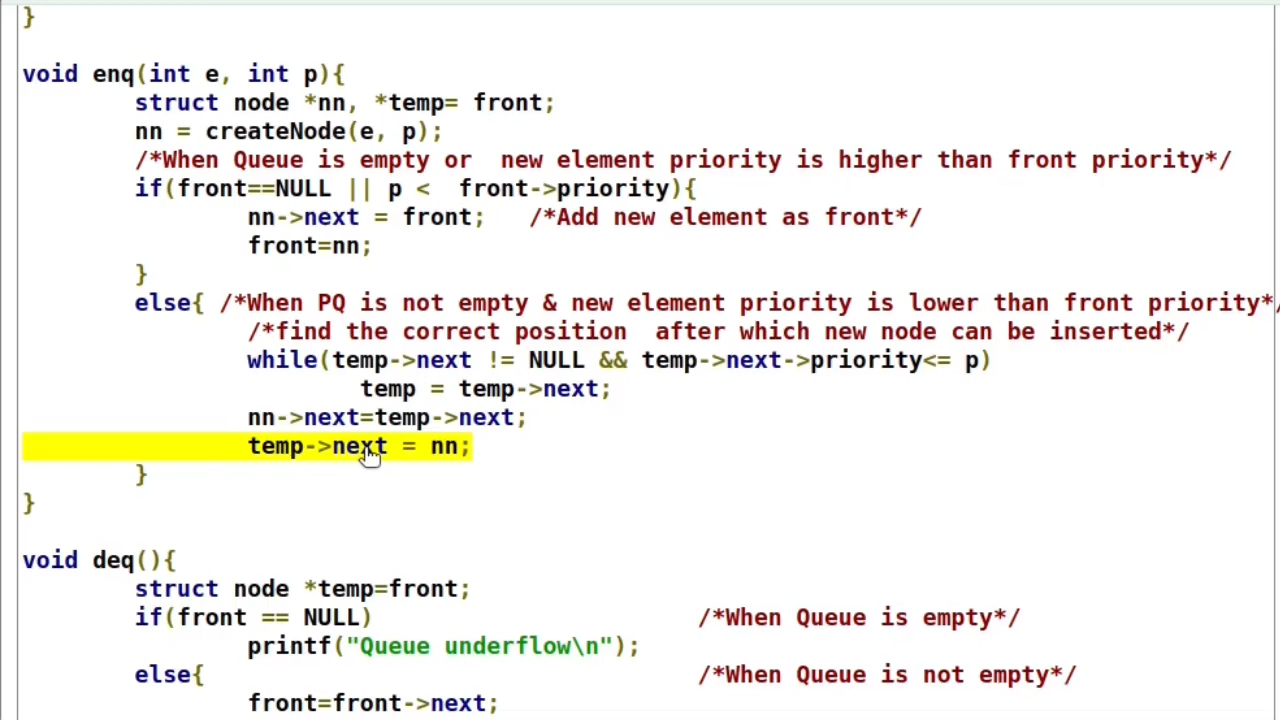 }
void enq(int e, int p){
struct node *nn, *temp= front;
nn = createNode(e, p);
/*When Queue is empty or  new element priority is higher than front priority*/
if(front==NULL || p <  front->priority){
nn->next = front;   /*Add new element as front*/
front=nn;
}
else{ /*When PQ is not empty & new element priority is lower than front priority*/
/*find the correct position  after which new node can be inserted*/
while(temp->next != NULL && temp->next->priority<= p)
temp = temp->next;
nn->next=temp->next;
temp->next = nn;
}
}
void deq(){
struct node *temp=front;
if(front == NULL) /*When Queue is empty*/
printf("Queue underflow\n");
else{ /*When Queue is not empty*/
front=front->next;